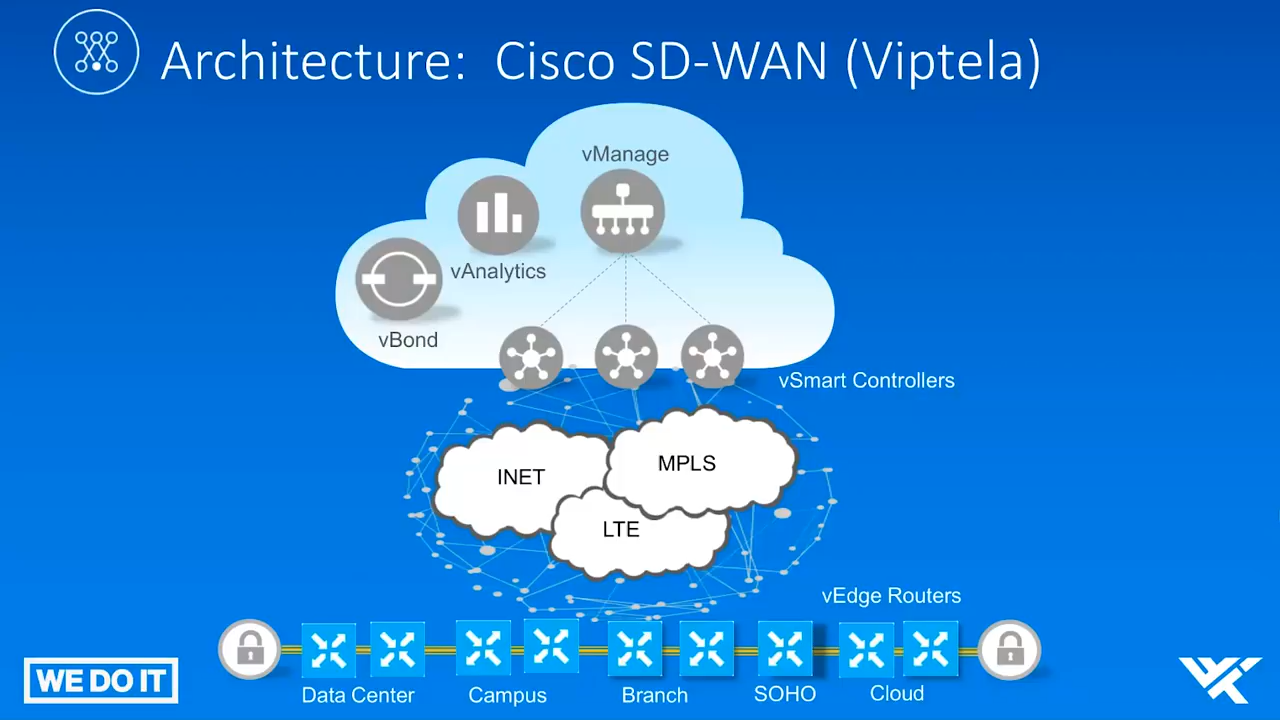 Architecture: Cisco SD-WAN (Viptela)
vManage
vAnalytics
vBond
vSmart Controllers
INET
MPLS
LTE
vEdge Routers
Data Center
Campus
Branch
SOHO
Cloud
WE DO IT